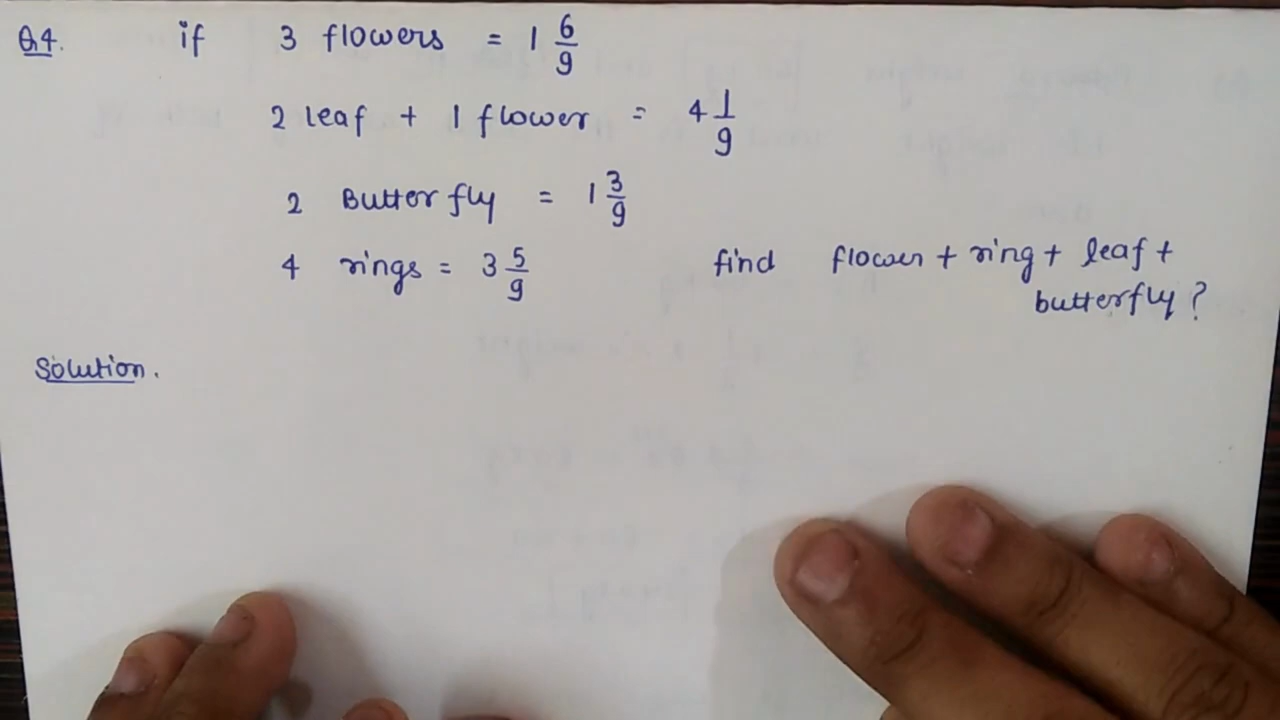 Q4. if 3 flowers = 1 6/9
2 leaf + 1 flower = 4 1/9
2 Butterfly = 1 3/9
4 rings = 3 5/9 find flower + ring + leaf +
butterfly?
Solution.